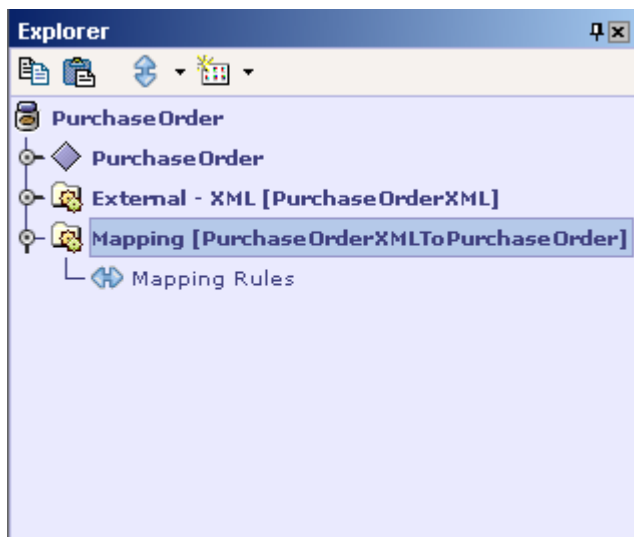 Explorer
PurchaseOrder
PurchaseOrder
External - XML [PurchaseOrderXML]
Mapping [PurchaseOrderXMLToPurchaseOrder]
Mapping Rules